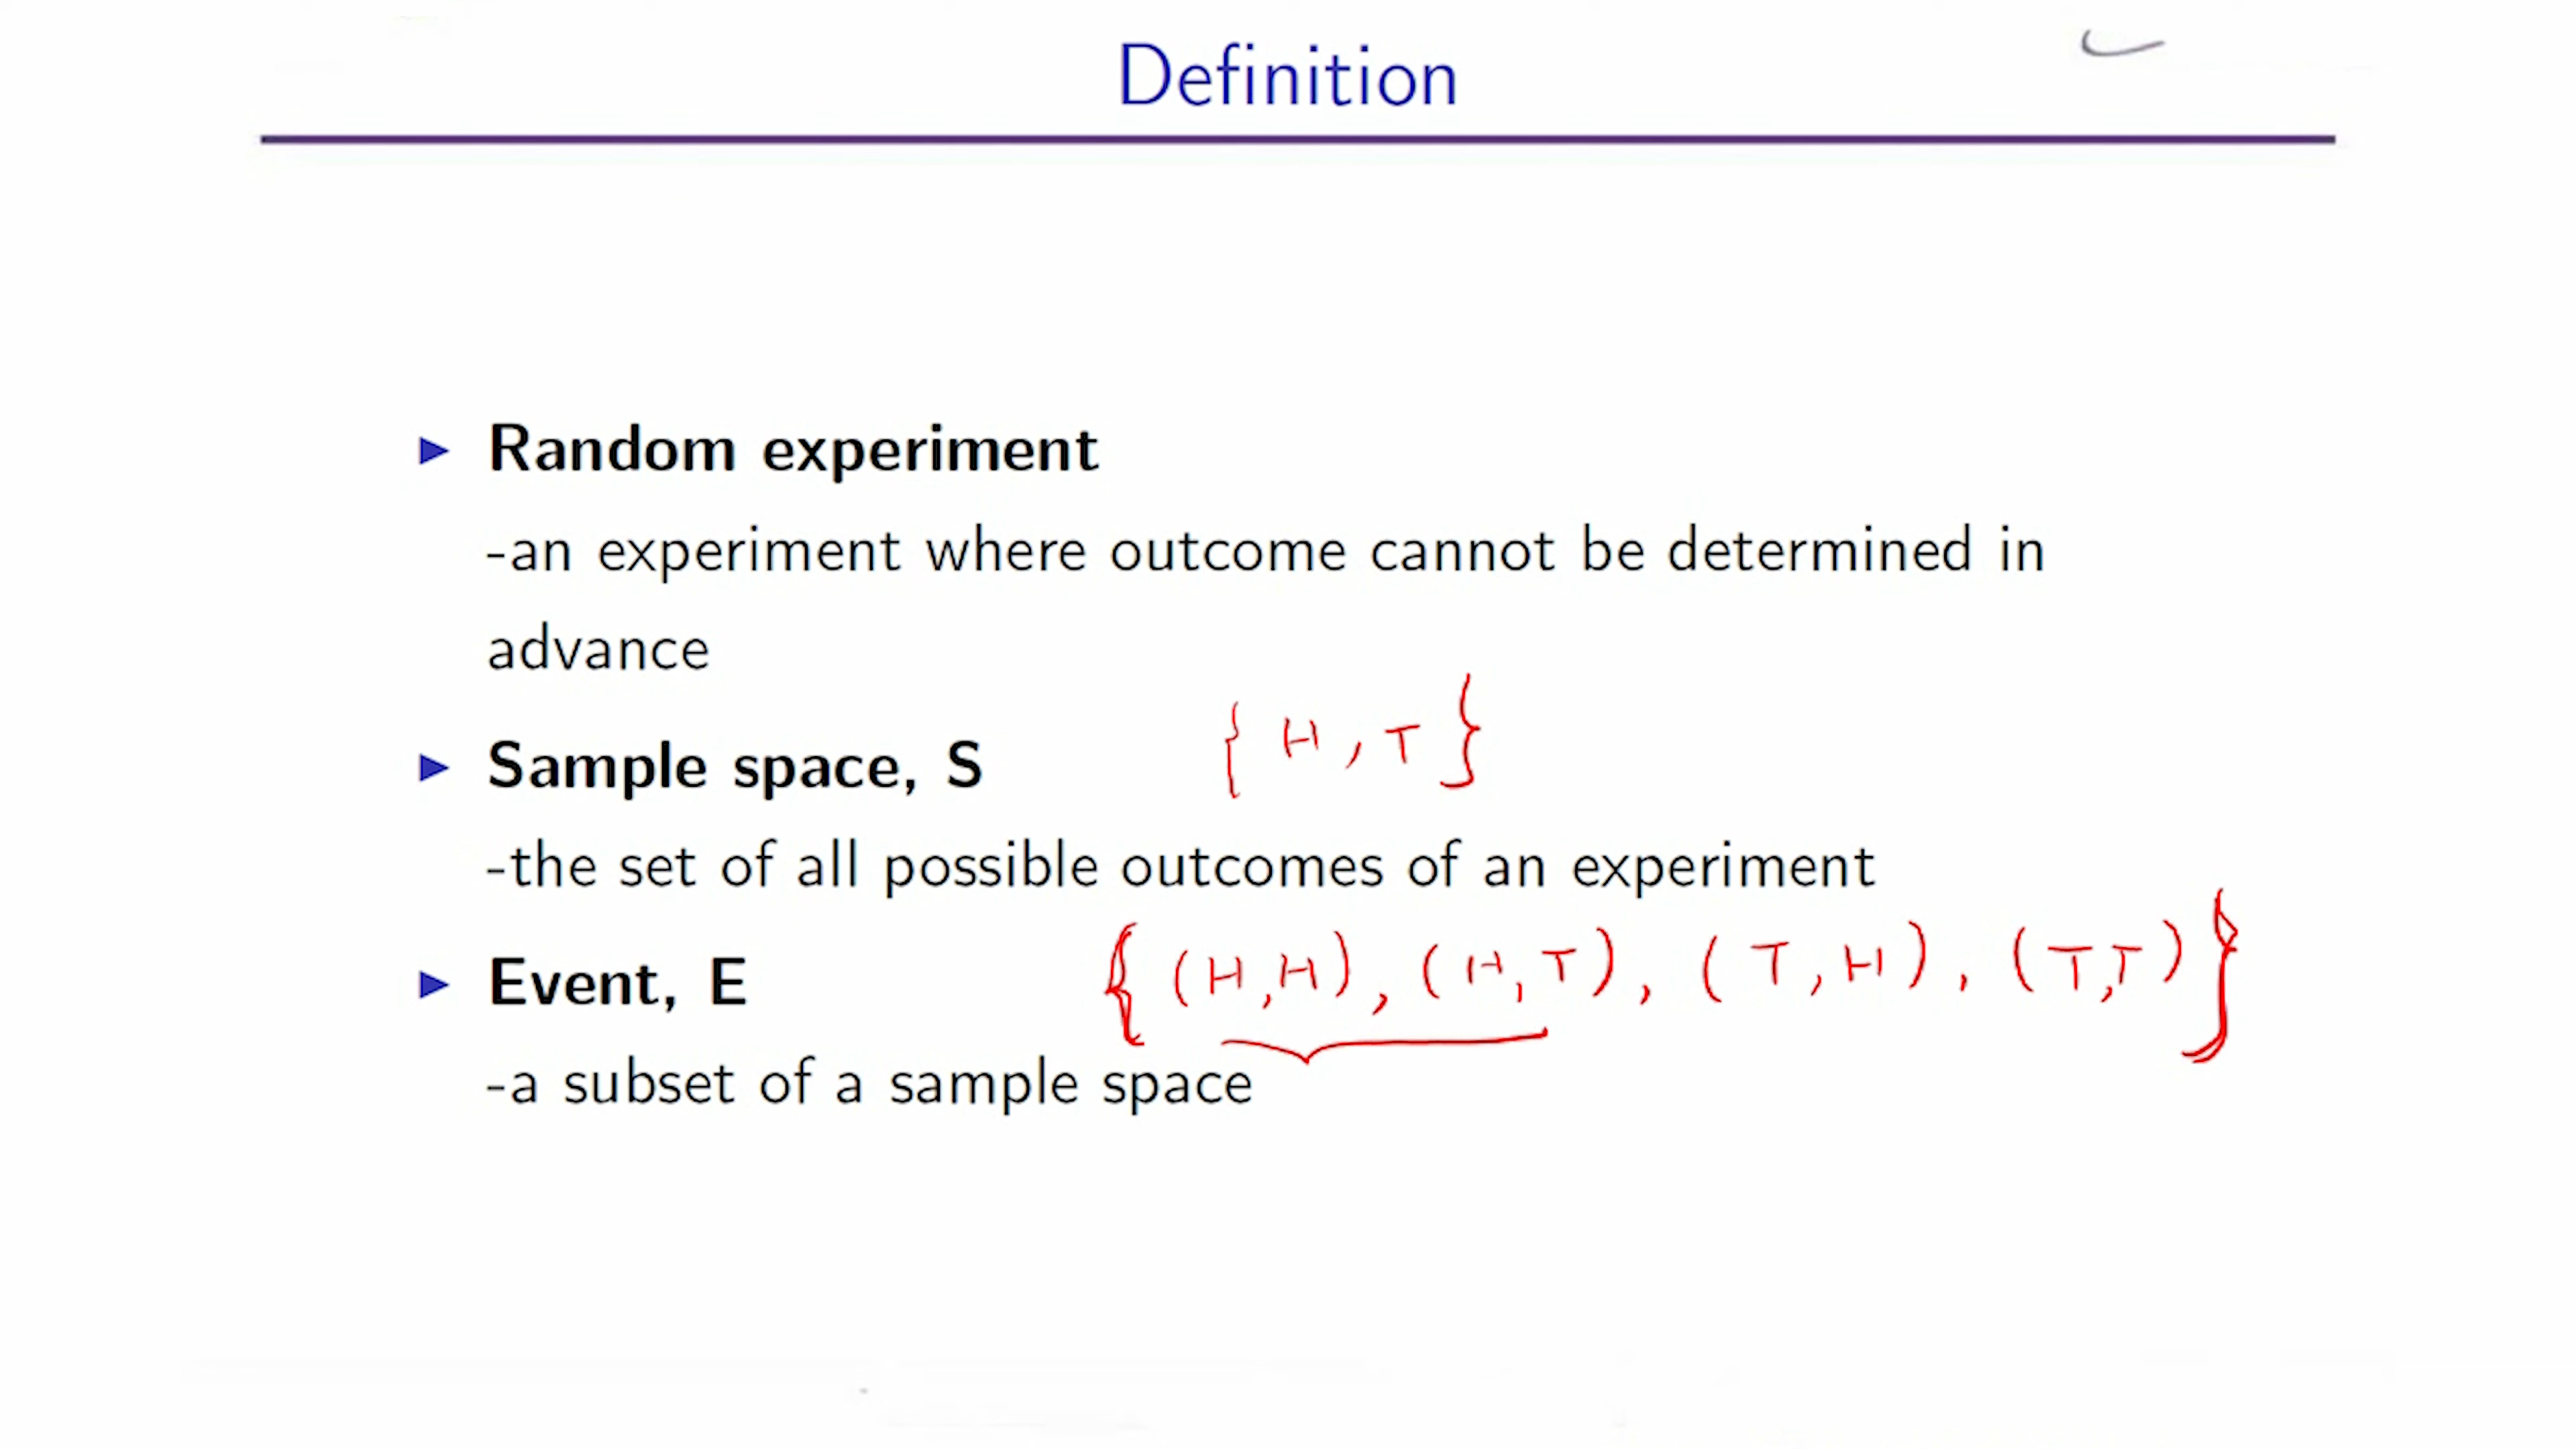 Definition
▶ Random experiment
-an experiment where outcome cannot be determined in
advance
{ H , T }
▶ Sample space, S
-the set of all possible outcomes of an experiment
▶ Event, E
{ (H,H), (H,T), (T,H), (T,T) }
-a subset of a sample space